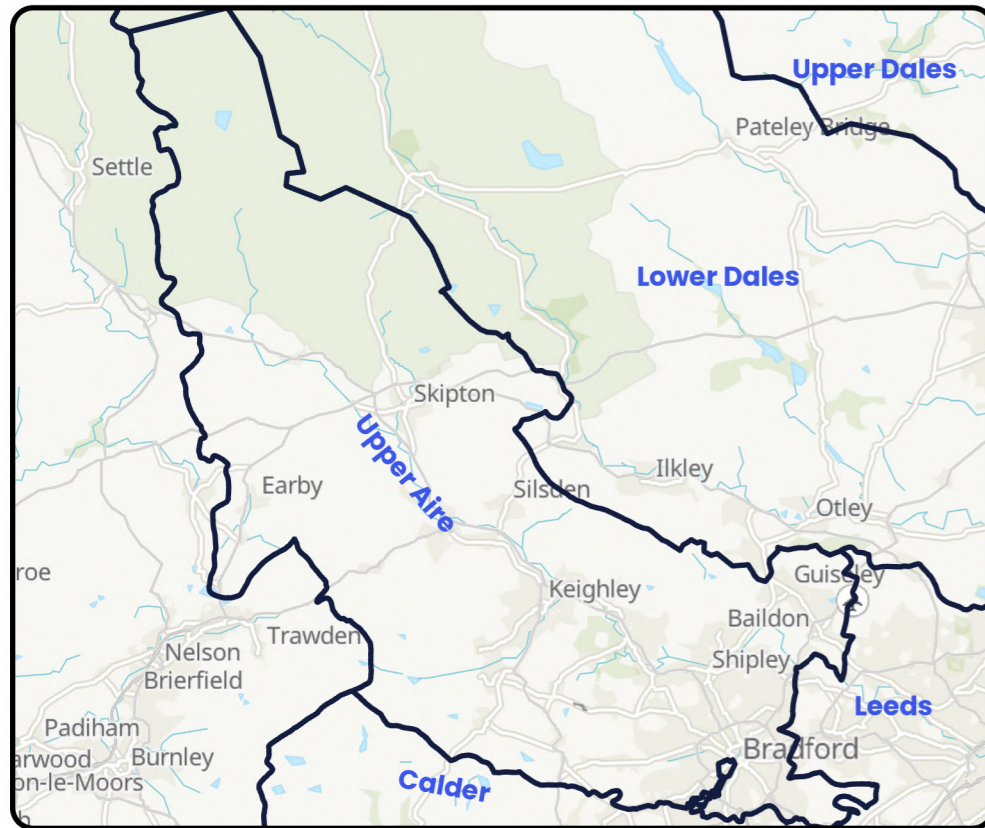 Upper Dales
Pateley Bridge
Settle
Lower Dales
Skipton
Upper Aire
Ilkley
Earby
Silsden
Otley
roe
Guiseley
Keighley
Baildon
Trawden
Nelson
Shipley
Brierfield
Leeds
Padiham
Bradford
arwood
Burnley
on-le-Moors
Calder
h